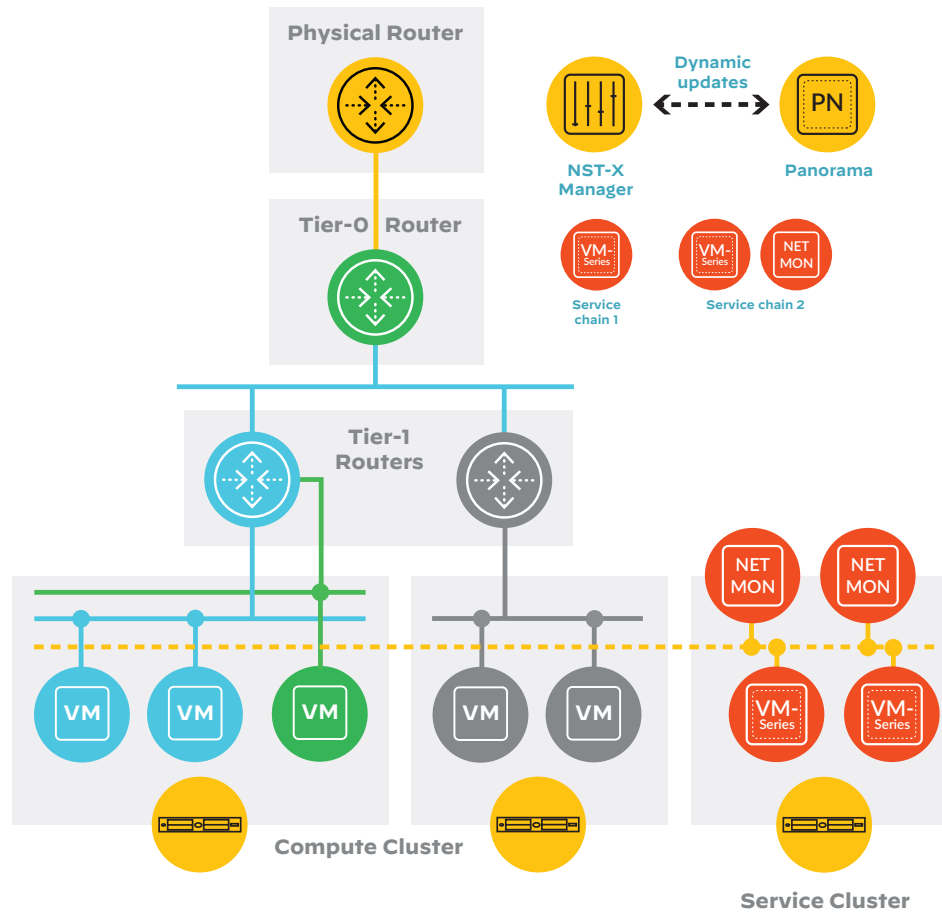 Physical Router
Dynamic
updates
PN
NST-X
Manager
Panorama
Tier-0 Router
VM-
Series
VM-
Series
NET
MON
Service
chain 1
Service chain 2
Tier-1
Routers
NET
MON
NET
MON
VM
VM
VM
VM
VM
VM-
Series
VM-
Series
Compute Cluster
Service Cluster